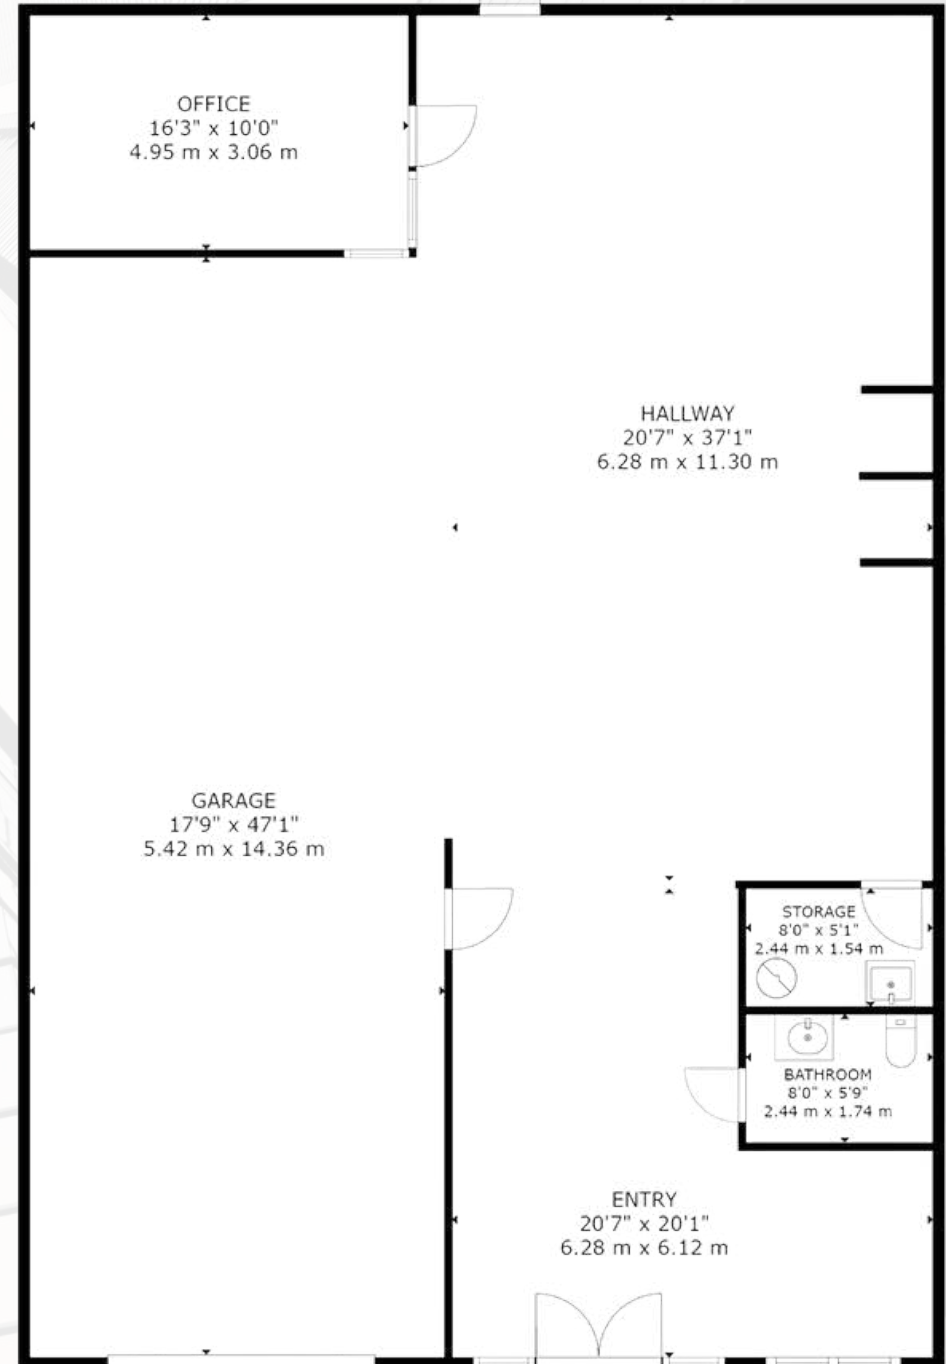 OFFICE
16'3" x 10'0"
4.95 m x 3.06 m
HALLWAY
20'7" x 37'1"
6.28 m x 11.30 m
GARAGE
17'9" x 47'1"
5.42 m x 14.36 m
STORAGE
8'0" x 5'1"
2.44 m x 1.54 m
BATHROOM
8'0" x 5'9"
2.44 m x 1.74 m
ENTRY
20'7" x 20'1"
6.28 m x 6.12 m